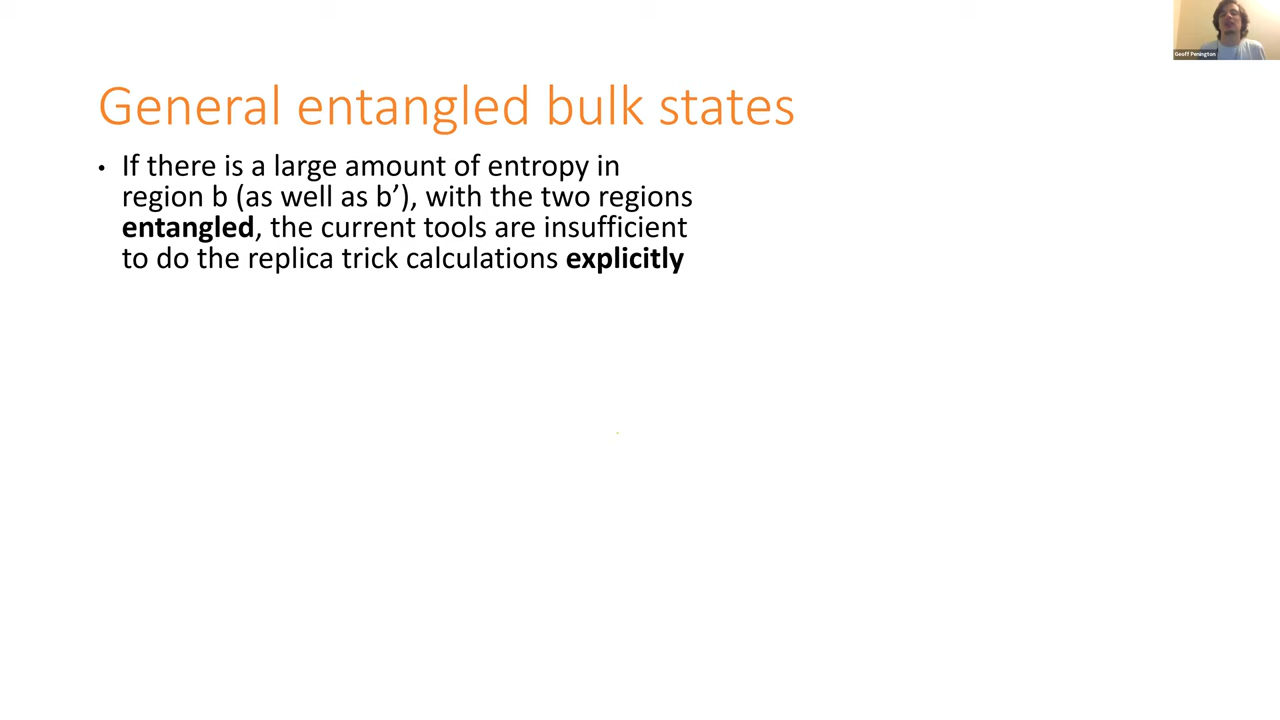 General entangled bulk states
• If there is a large amount of entropy in
region b (as well as b’), with the two regions
entangled, the current tools are insufficient
to do the replica trick calculations explicitly
Geoff Penington